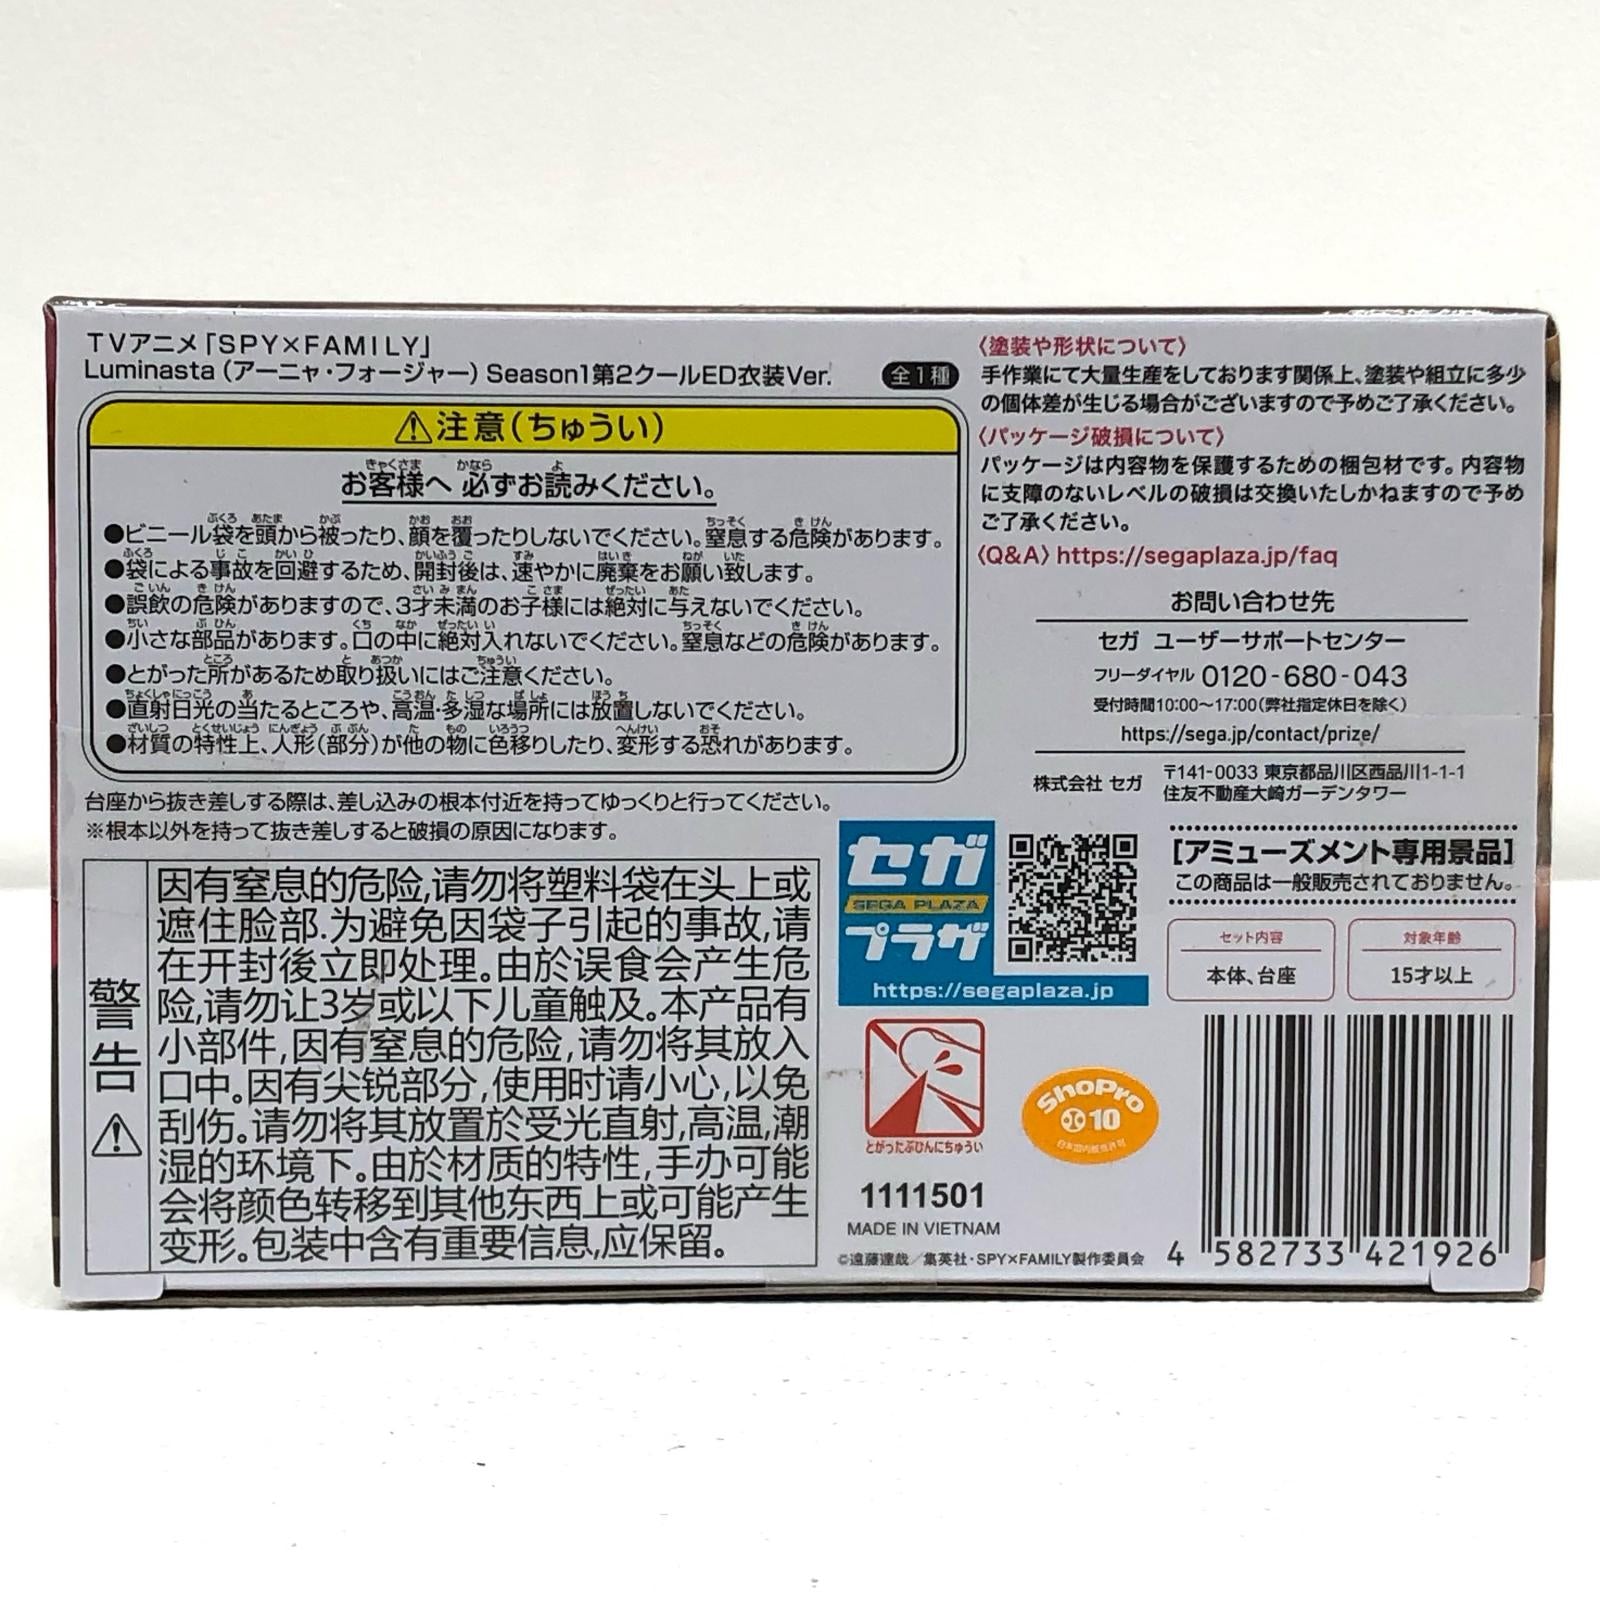 TVアニメ「SPY×FAMILY」
Luminasta（アーニャ・フォージャー）Season1第2クールED衣装Ver. 全1種
⚠注意（ちゅうい）
お客様へ 必ずお読みください。
●ビニール袋を頭から被ったり、顔を覆ったりしないでください。窒息する危険があります。
●袋による事故を回避するため、開封後は、速やかに廃棄をお願い致します。
●誤飲の危険がありますので、3才未満のお子様には絶対に与えないでください。
●小さな部品があります。口の中に絶対入れないでください。窒息などの危険があります。
●とがった所があるため取り扱いにはご注意ください。
●直射日光の当たるところや、高温・多湿な場所には放置しないでください。
●材質の特性上、人形（部分）が他の物に色移りしたり、変形する恐れがあります。
台座から抜き差しする際は、差し込みの根本付近を持ってゆっくりと行ってください。
※根本以外を持って抜き差しすると破損の原因になります。
警告
因有窒息的危险,请勿将塑料袋在头上或
遮住脸部.为避免因袋子引起的事故,请
在开封後立即处理。由於误食会产生危
险,请勿让3岁或以下儿童触及。本产品有
小部件,因有窒息的危险,请勿将其放入
口中。因有尖锐部分,使用时请小心,以免
刮伤。请勿将其放置於受光直射,高温,潮
湿的环境下。由於材质的特性,手办可能
会将颜色转移到其他东西上或可能产生
变形。包装中含有重要信息,应保留。
〈塗装や形状について〉
手作業にて大量生産をしております関係上、塗装や組立に多少
の個体差が生じる場合がございますので予めご了承ください。
〈パッケージ破損について〉
パッケージは内容物を保護するための梱包材です。内容物
に支障のないレベルの破損は交換いたしかねますので予め
ご了承ください。
〈Q&A〉https://segaplaza.jp/faq
お問い合わせ先
セガ ユーザーサポートセンター
フリーダイヤル 0120-680-043
受付時間10:00～17:00（弊社指定休日を除く）
https://sega.jp/contact/prize/
株式会社 セガ 〒141-0033 東京都品川区西品川1-1-1
住友不動産大崎ガーデンタワー
セガ
SEGA PLAZA
プラザ
https://segaplaza.jp
[アミューズメント専用景品]
この商品は一般販売されておりません。
セット内容
本体、台座
対象年齢
15才以上
とがったぶひんにちゅうい
ShoPro
10
日本国内販売許可
1111501
MADE IN VIETNAM
©遠藤達哉／集英社・SPY×FAMILY製作委員会
4 582733 421926